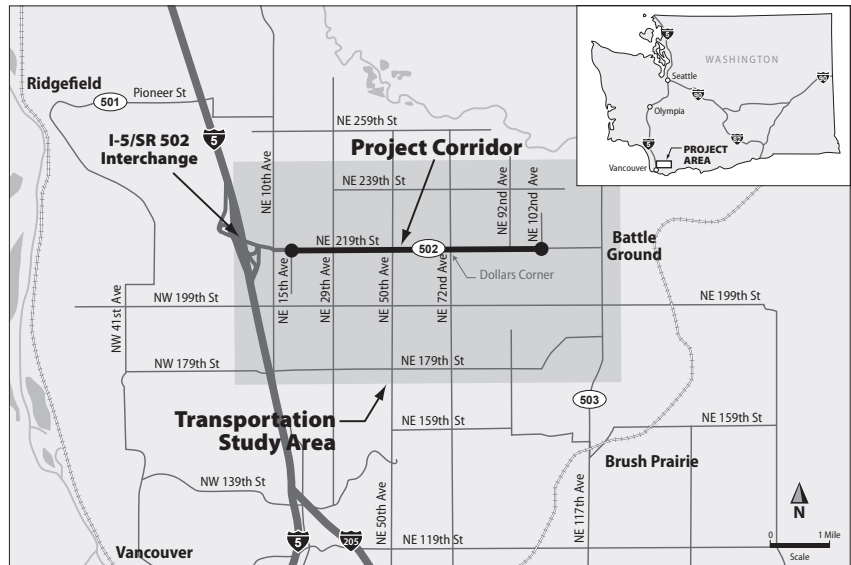 Ridgefield
501
Pioneer St
5
I-5/SR 502
Interchange
NE 10th Ave
NE 259th St
Project Corridor
NE 239th St
NE 92nd Ave
NE 102nd Ave
NE 219th St
502
Battle
Ground
Dollars Corner
NE 15th Ave
NE 29th Ave
NE 50th Ave
NE 72nd Ave
NW 41st Ave
NW 199th St
NE 199th St
NW 179th St
NE 179th St
503
Transportation
Study Area
NE 159th St
NE 159th St
Brush Prairie
NW 139th St
NE 50th Ave
NE 117th Ave
NE 119th St
5
205
Vancouver
N
0 1 Mile
Scale
5
WASHINGTON
Seattle
90
Olympia
82
5
PROJECT
AREA
Vancouver